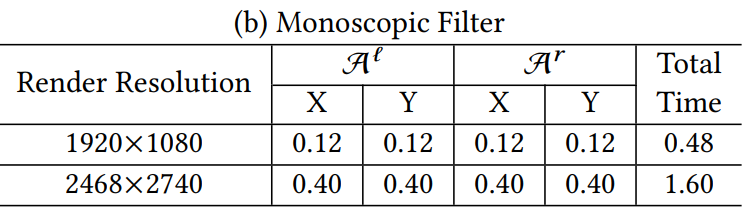 (b) Monoscopic Filter
Render Resolution 𝒜ℓ 𝒜r Total Time
X Y X Y
1920×1080 0.12 0.12 0.12 0.12 0.48
2468×2740 0.40 0.40 0.40 0.40 1.60